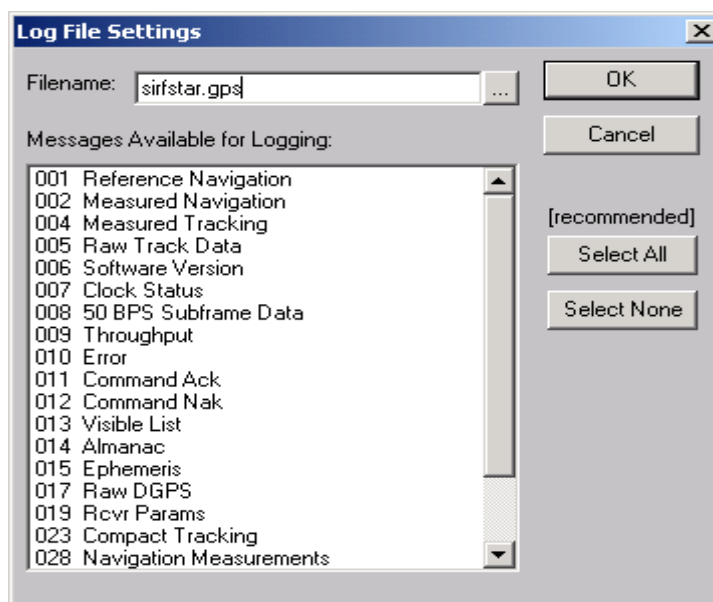 Log File Settings
Filename: sirfstar.gps ...
OK
Messages Available for Logging:
Cancel
001 Reference Navigation
002 Measured Navigation
004 Measured Tracking
005 Raw Track Data
006 Software Version
007 Clock Status
008 50 BPS Subframe Data
009 Throughput
010 Error
011 Command Ack
012 Command Nak
013 Visible List
014 Almanac
015 Ephemeris
017 Raw DGPS
019 Rcvr Params
023 Compact Tracking
028 Navigation Measurements
[recommended]
Select All
Select None